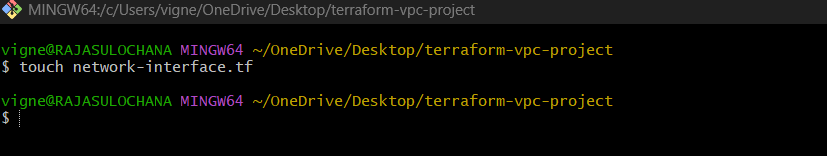 MINGW64:/c/Users/vigne/OneDrive/Desktop/terraform-vpc-project
vigne@RAJASULOCHANA MINGW64 ~/OneDrive/Desktop/terraform-vpc-project
$ touch network-interface.tf
vigne@RAJASULOCHANA MINGW64 ~/OneDrive/Desktop/terraform-vpc-project
$